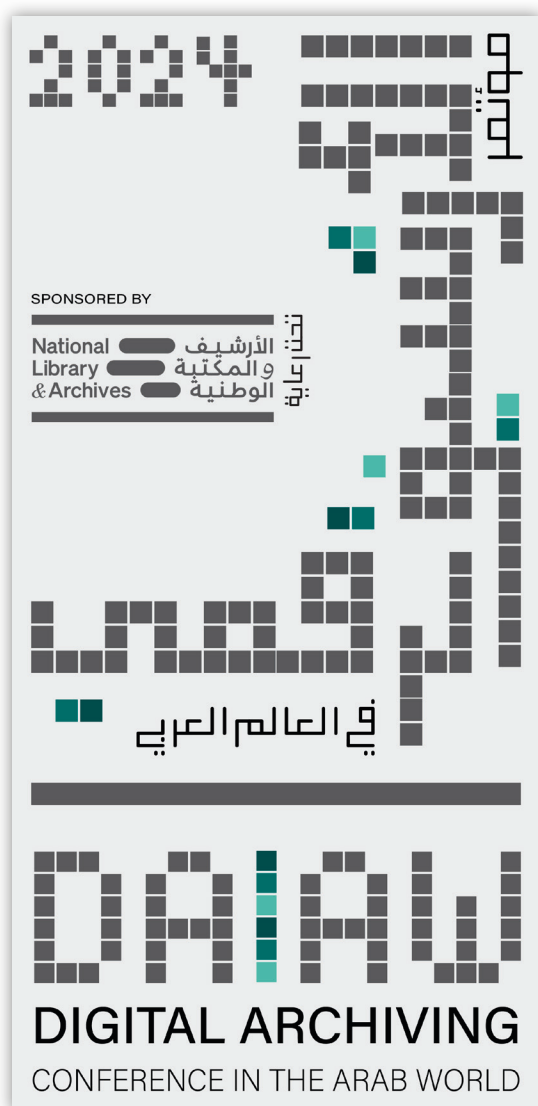 2024
مؤتمر
الأرشيف
الرقمي
في العالم العربي
SPONSORED BY
تحت رعاية
National الأرشيف
Library والمكتبة
& Archives الوطنية
DAIAW
DIGITAL ARCHIVING
CONFERENCE IN THE ARAB WORLD